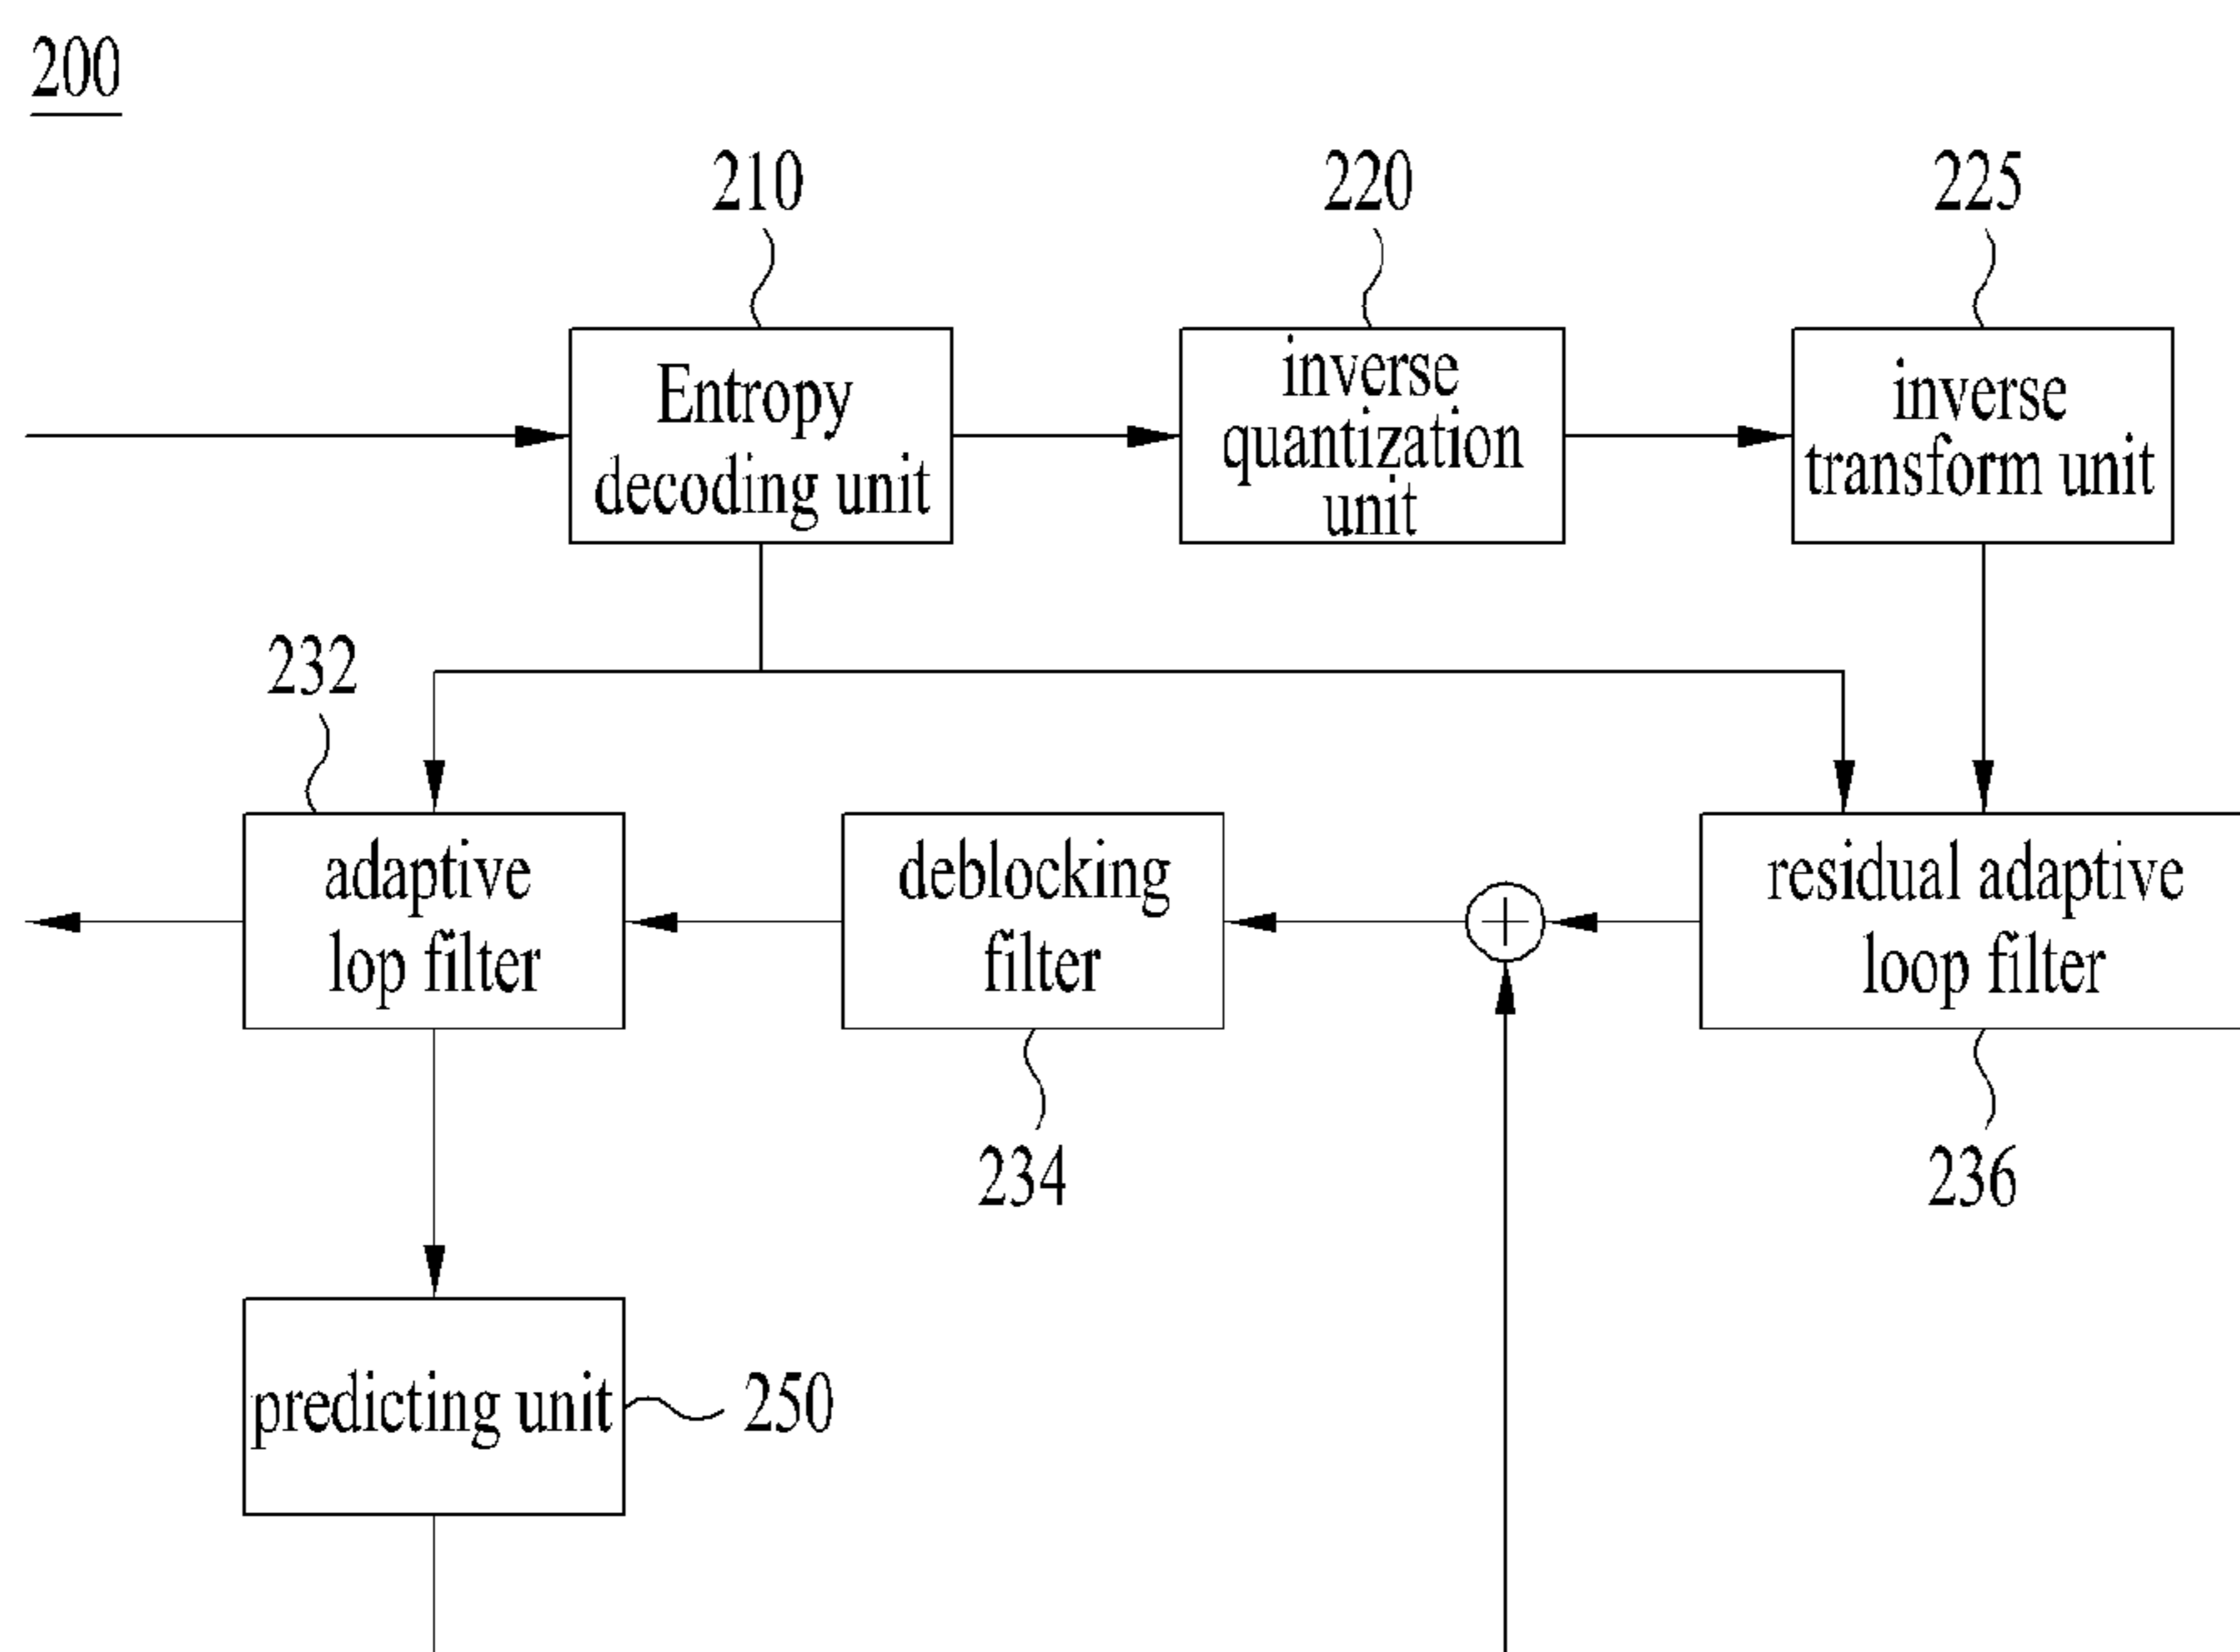 200
210
220
225
Entropy
decoding unit
inverse
quantization
unit
inverse
transform unit
232
adaptive
lop filter
deblocking
filter
residual adaptive
loop filter
234
236
predicting unit
250